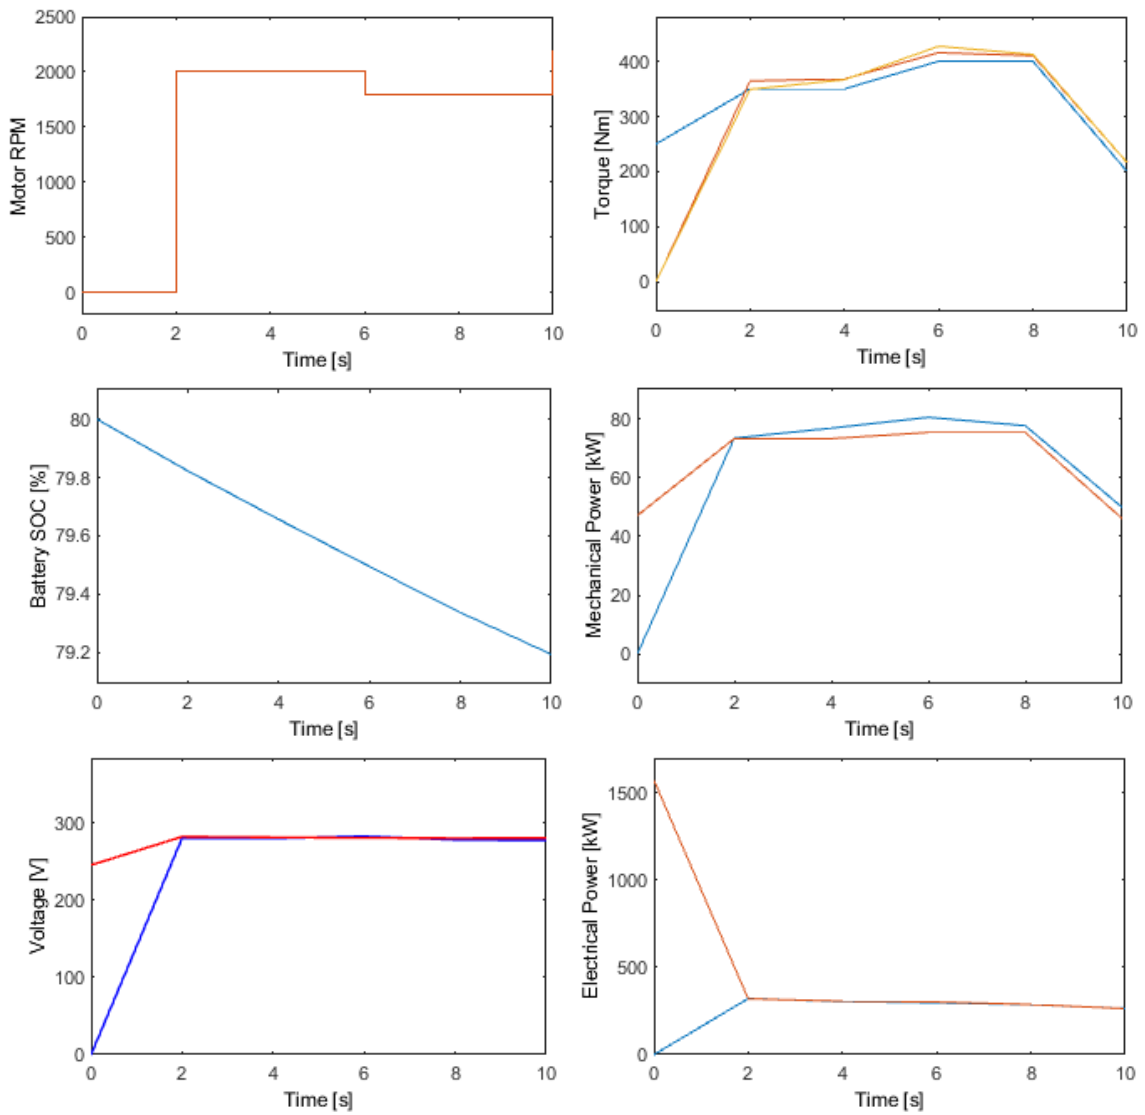 2500
2000
1500
1000
500
0
Motor RPM
0 2 4 6 8 10
Time [s]
400
300
200
100
0
Torque [Nm]
0 2 4 6 8 10
Time [s]
80
79.8
79.6
79.4
79.2
Battery SOC [%]
0 2 4 6 8 10
Time [s]
80
60
40
20
0
Mechanical Power [kW]
0 2 4 6 8 10
Time [s]
300
200
100
0
Voltage [V]
0 2 4 6 8 10
Time [s]
1500
1000
500
0
Electrical Power [kW]
0 2 4 6 8 10
Time [s]